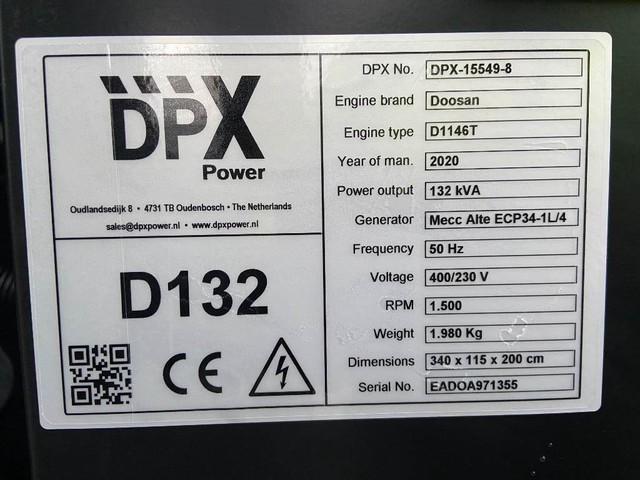 DPX
Power
Oudlandsedijk 8 • 4731 TB Oudenbosch • The Netherlands
sales@dpxpower.nl • www.dpxpower.nl
D132
CE
DPX No. DPX-15549-8
Engine brand Doosan
Engine type D1146T
Year of man. 2020
Power output 132 kVA
Generator Mecc Alte ECP34-1L/4
Frequency 50 Hz
Voltage 400/230 V
RPM 1.500
Weight 1.980 Kg
Dimensions 340 x 115 x 200 cm
Serial No. EADOA971355